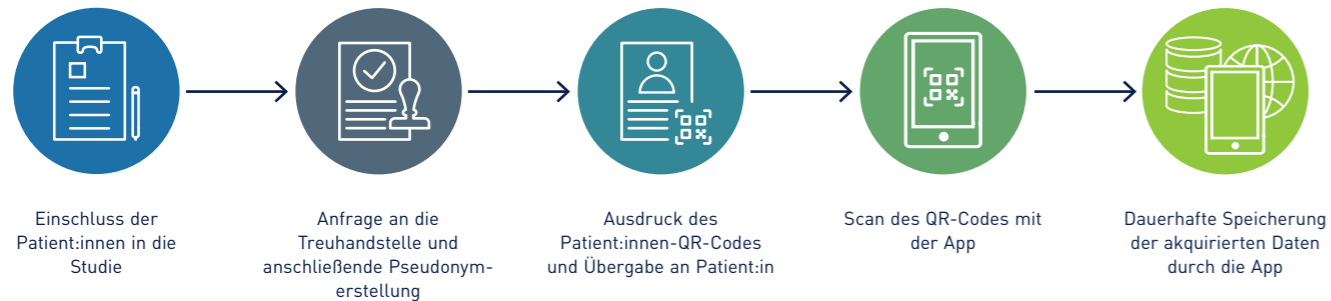 Einschluss der
Patient:innen in die
Studie
Anfrage an die
Treuhandstelle und
anschließende Pseudonym-
erstellung
Ausdruck des
Patient:innen-QR-Codes
und Übergabe an Patient:in
Scan des QR-Codes mit
der App
Dauerhafte Speicherung
der akquirierten Daten
durch die App